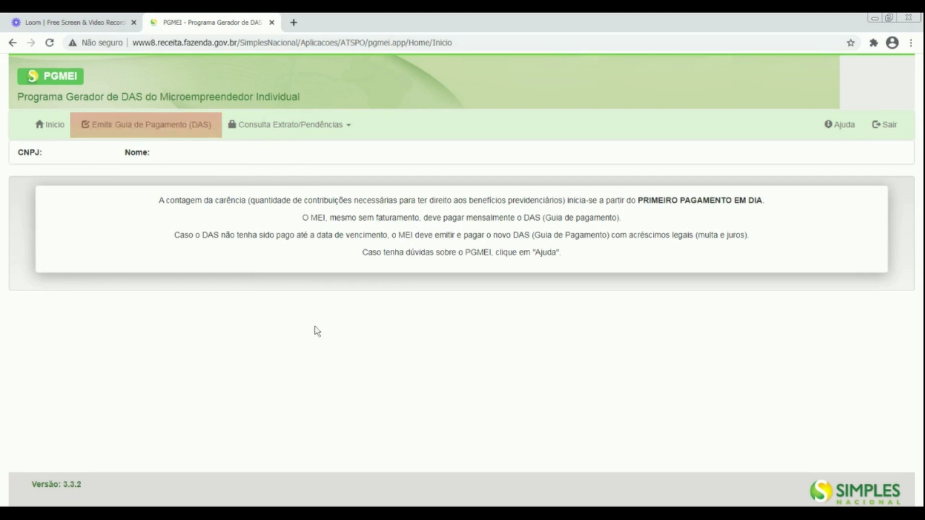 Loom | Free Screen & Video Record
PGMEI - Programa Gerador de DAS
Não seguro | www8.receita.fazenda.gov.br/SimplesNacional/Aplicacoes/ATSPO/pgmei.app/Home/Inicio
PGMEI
Programa Gerador de DAS do Microempreendedor Individual
Início Emitir Guia de Pagamento (DAS) Consulta Extrato/Pendências Ajuda Sair
CNPJ: Nome:
A contagem da carência (quantidade de contribuições necessárias para ter direito aos benefícios previdenciários) inicia-se a partir do PRIMEIRO PAGAMENTO EM DIA.
O MEI, mesmo sem faturamento, deve pagar mensalmente o DAS (Guia de pagamento).
Caso o DAS não tenha sido pago até a data de vencimento, o MEI deve emitir e pagar o novo DAS (Guia de Pagamento) com acréscimos legais (multa e juros).
Caso tenha dúvidas sobre o PGMEI, clique em "Ajuda".
Versão: 3.3.2
SIMPLES
NACIONAL